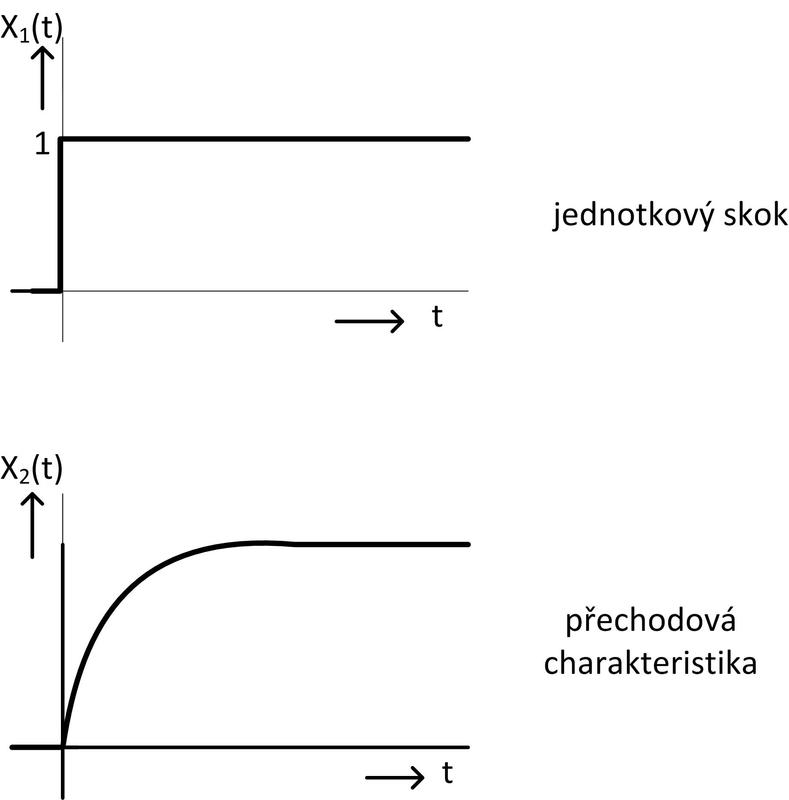 X₁(t)
1
jednotkový skok
t
X₂(t)
přechodová
charakteristika
t